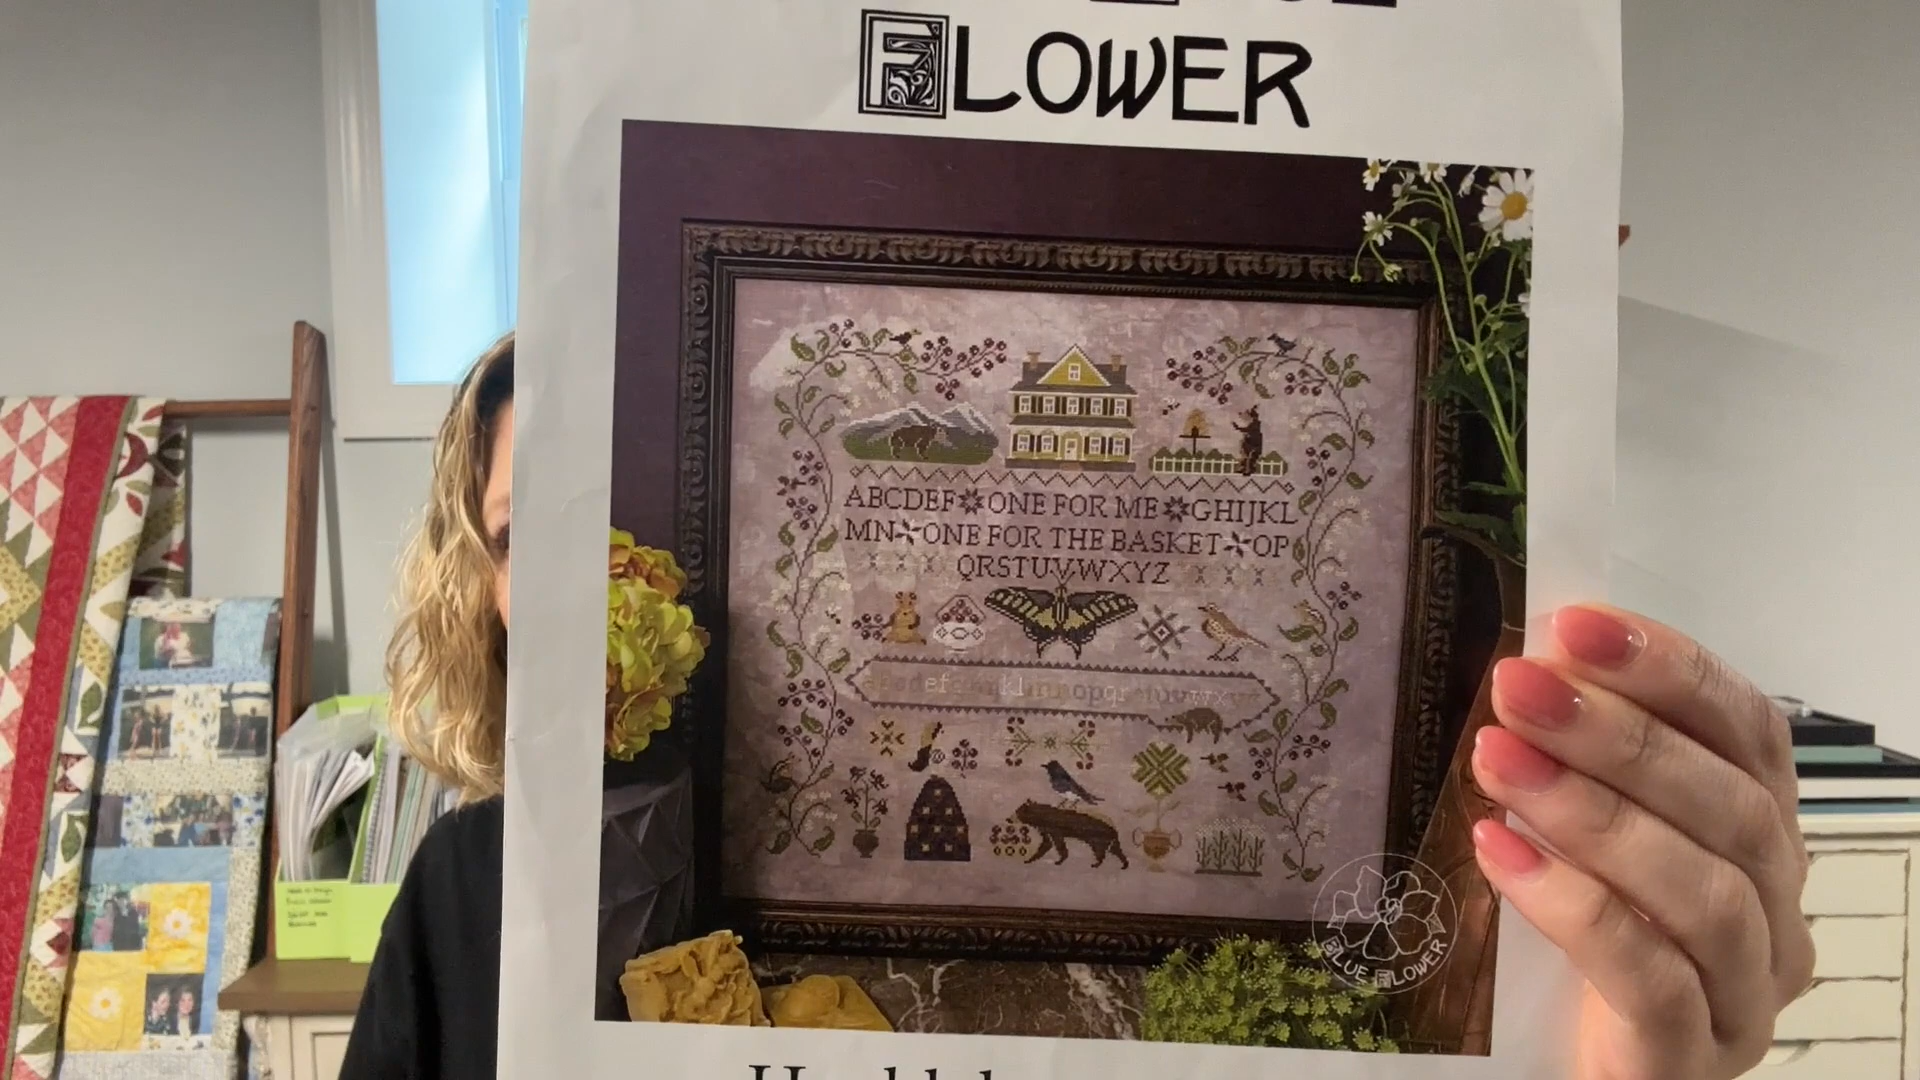 FLOWER
ABCDEF ONE FOR ME GHIJKL
MN ONE FOR THE BASKET OP
QRSTUVWXYZ
BLUE FLOWER